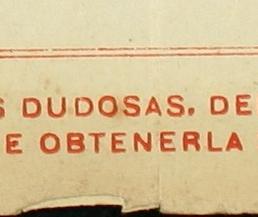 S DUDOSAS. DE
E OBTENERLA